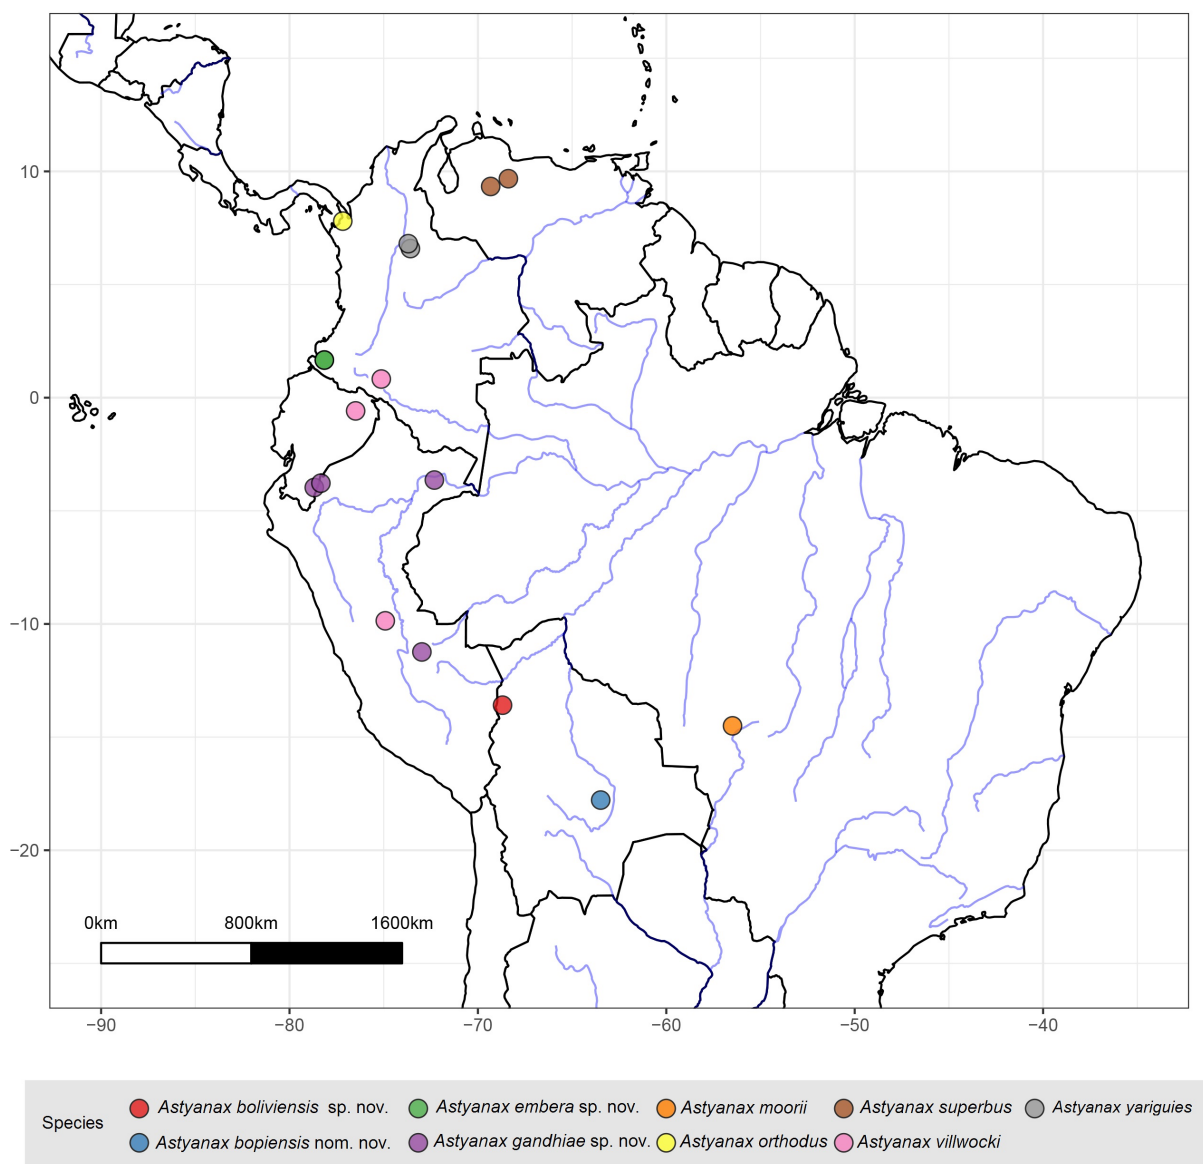 10
0
−10
−20
0km 800km 1600km
−90 −80 −70 −60 −50 −40
Species
Astyanax boliviensis sp. nov. Astyanax embera sp. nov. Astyanax moorii Astyanax superbus Astyanax yariguies
Astyanax bopiensis nom. nov. Astyanax gandhiae sp. nov. Astyanax orthodus Astyanax villwocki